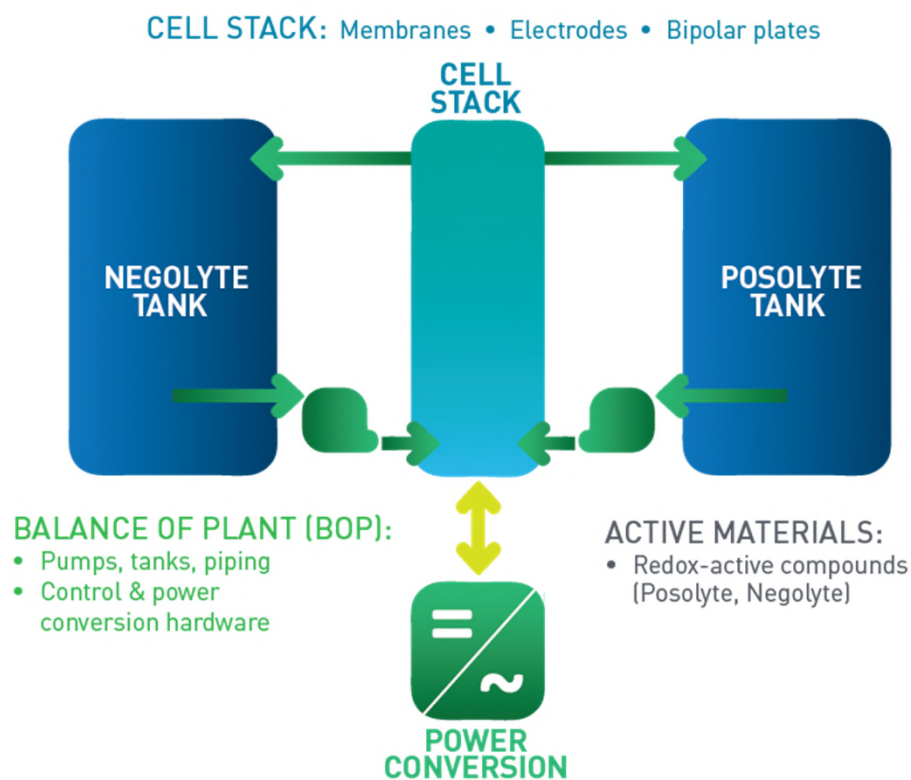 CELL STACK: Membranes • Electrodes • Bipolar plates
CELL
STACK
NEGOLYTE
TANK
POSOLYTE
TANK
BALANCE OF PLANT (BOP):
• Pumps, tanks, piping
• Control & power
conversion hardware
ACTIVE MATERIALS:
• Redox-active compounds
(Posolyte, Negolyte)
= ~
POWER
CONVERSION